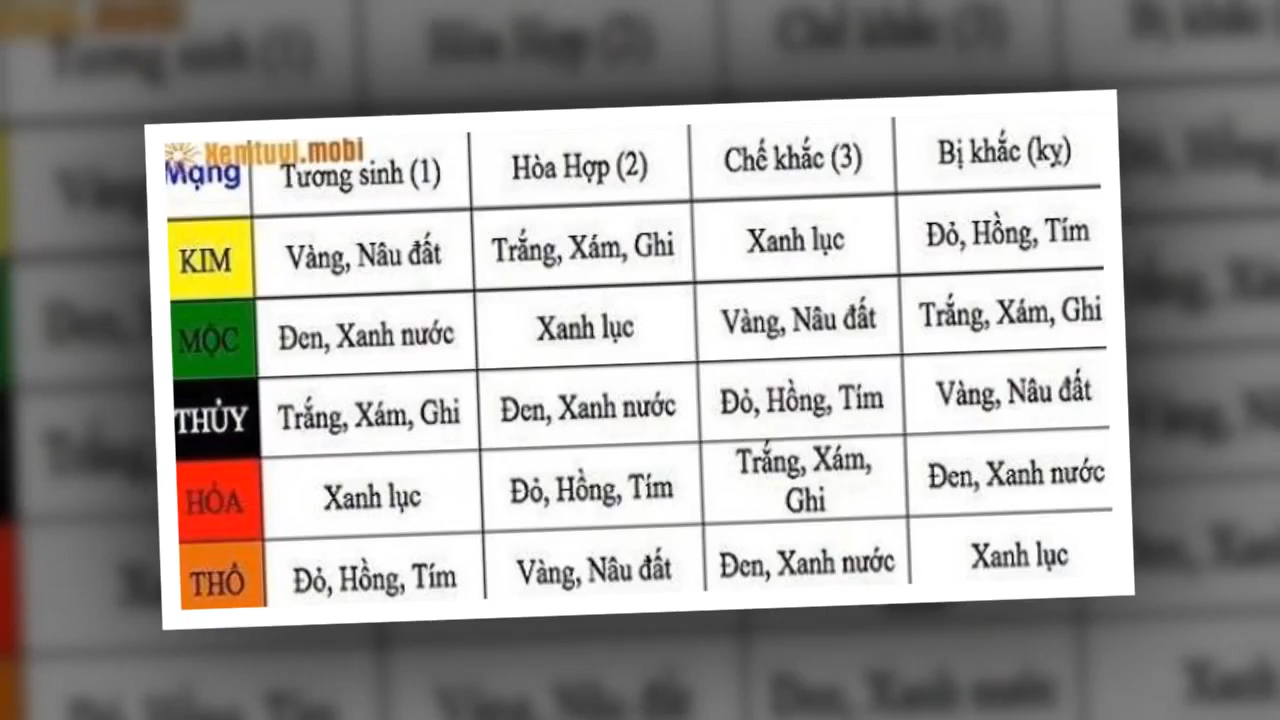 Xemtuvi.mobi
Mạng Tương sinh (1) Hòa Hợp (2) Chế khắc (3) Bị khắc (kỵ)
KIM Vàng, Nâu đất Trắng, Xám, Ghi Xanh lục Đỏ, Hồng, Tím
MỘC Đen, Xanh nước Xanh lục Vàng, Nâu đất Trắng, Xám, Ghi
THỦY Trắng, Xám, Ghi Đen, Xanh nước Đỏ, Hồng, Tím Vàng, Nâu đất
HỎA Xanh lục Đỏ, Hồng, Tím Trắng, Xám, Đen, Xanh nước
Ghi
THỔ Đỏ, Hồng, Tím Vàng, Nâu đất Đen, Xanh nước Xanh lục